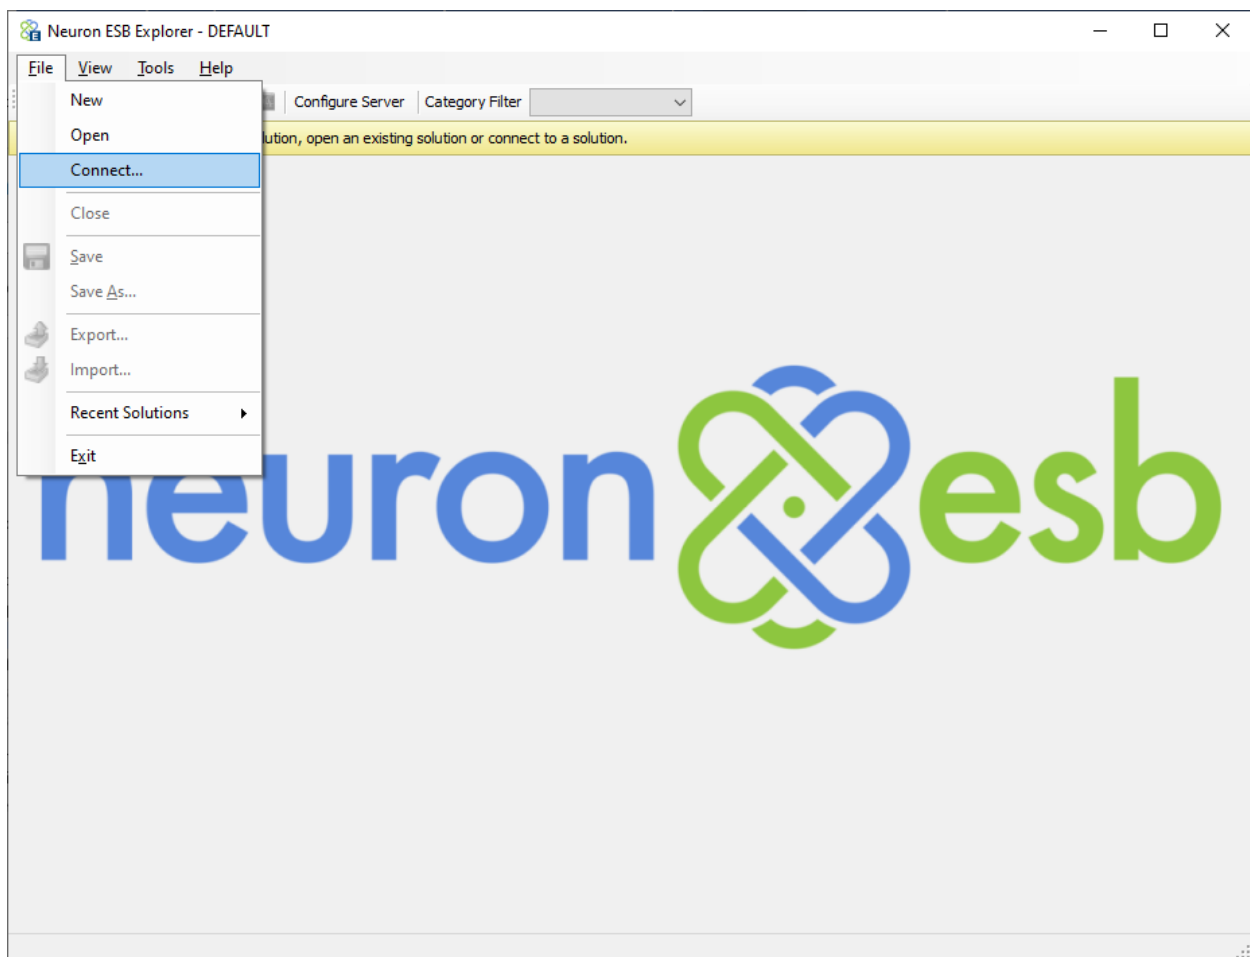 Neuron ESB Explorer - DEFAULT
File View Tools Help
New
Configure Server Category Filter
Open
lution, open an existing solution or connect to a solution.
Connect...
Close
Save
Save As...
Export...
Import...
Recent Solutions
Exit
neuron esb